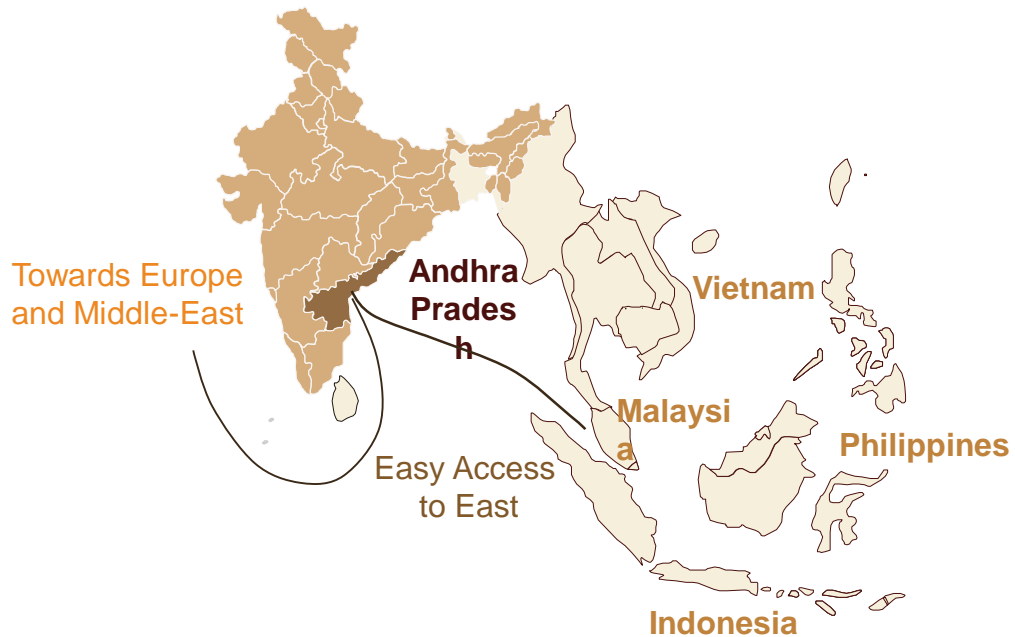 Towards Europe
and Middle-East
Andhra
Prades
h
Vietnam
Malaysi
a
Philippines
Easy Access
to East
Indonesia